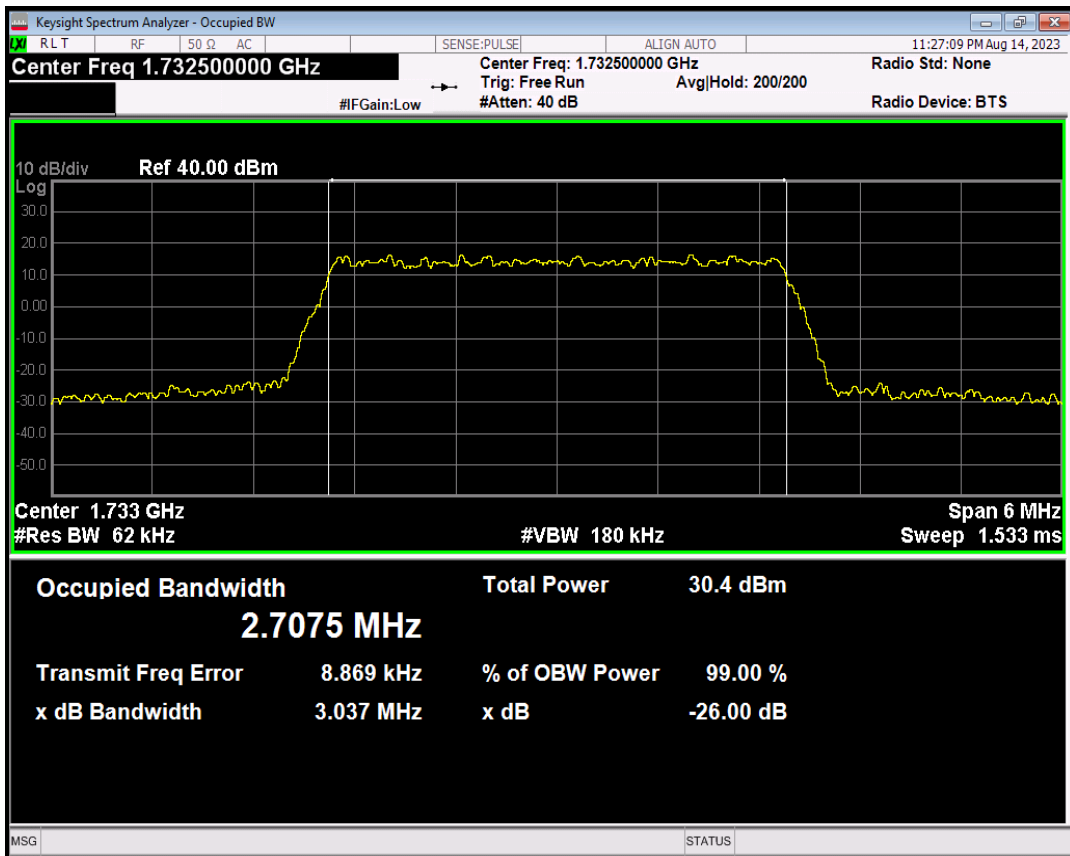 Keysight Spectrum Analyzer - Occupied BW
LXI RLT RF 50 Ω AC SENSE:PULSE ALIGN AUTO 11:27:09 PM Aug 14, 2023
Center Freq 1.732500000 GHz Center Freq: 1.732500000 GHz Radio Std: None
Trig: Free Run Avg|Hold: 200/200
#IFGain:Low #Atten: 40 dB Radio Device: BTS
10 dB/div Ref 40.00 dBm
Log
30.0
20.0
10.0
0.00
-10.0
-20.0
-30.0
-40.0
-50.0
Center 1.733 GHz Span 6 MHz
#Res BW 62 kHz #VBW 180 kHz Sweep 1.533 ms
Occupied Bandwidth Total Power 30.4 dBm
2.7075 MHz
Transmit Freq Error 8.869 kHz % of OBW Power 99.00 %
x dB Bandwidth 3.037 MHz x dB -26.00 dB
MSG STATUS